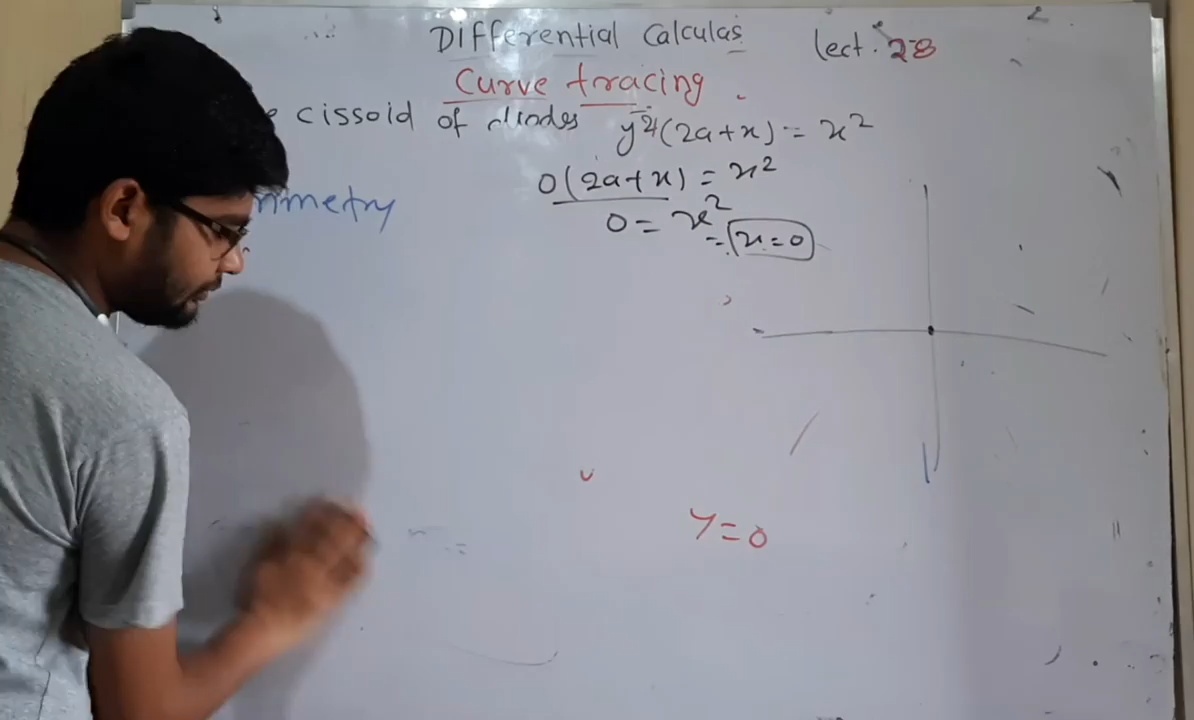 Differential Calculas
Lect. 28
Curve tracing
cissoid of y²(2a+x) = x²
0(2a+x) = x²
0 = x²
= x=0
mmetry
y=0